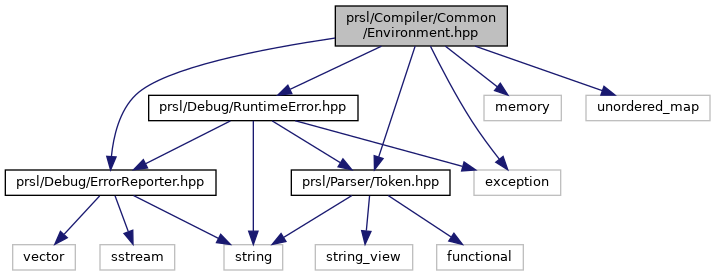 prsl/Compiler/Common
/Environment.hpp
prsl/Debug/RuntimeError.hpp
memory
unordered_map
prsl/Debug/ErrorReporter.hpp
prsl/Parser/Token.hpp
exception
vector
sstream
string
string_view
functional